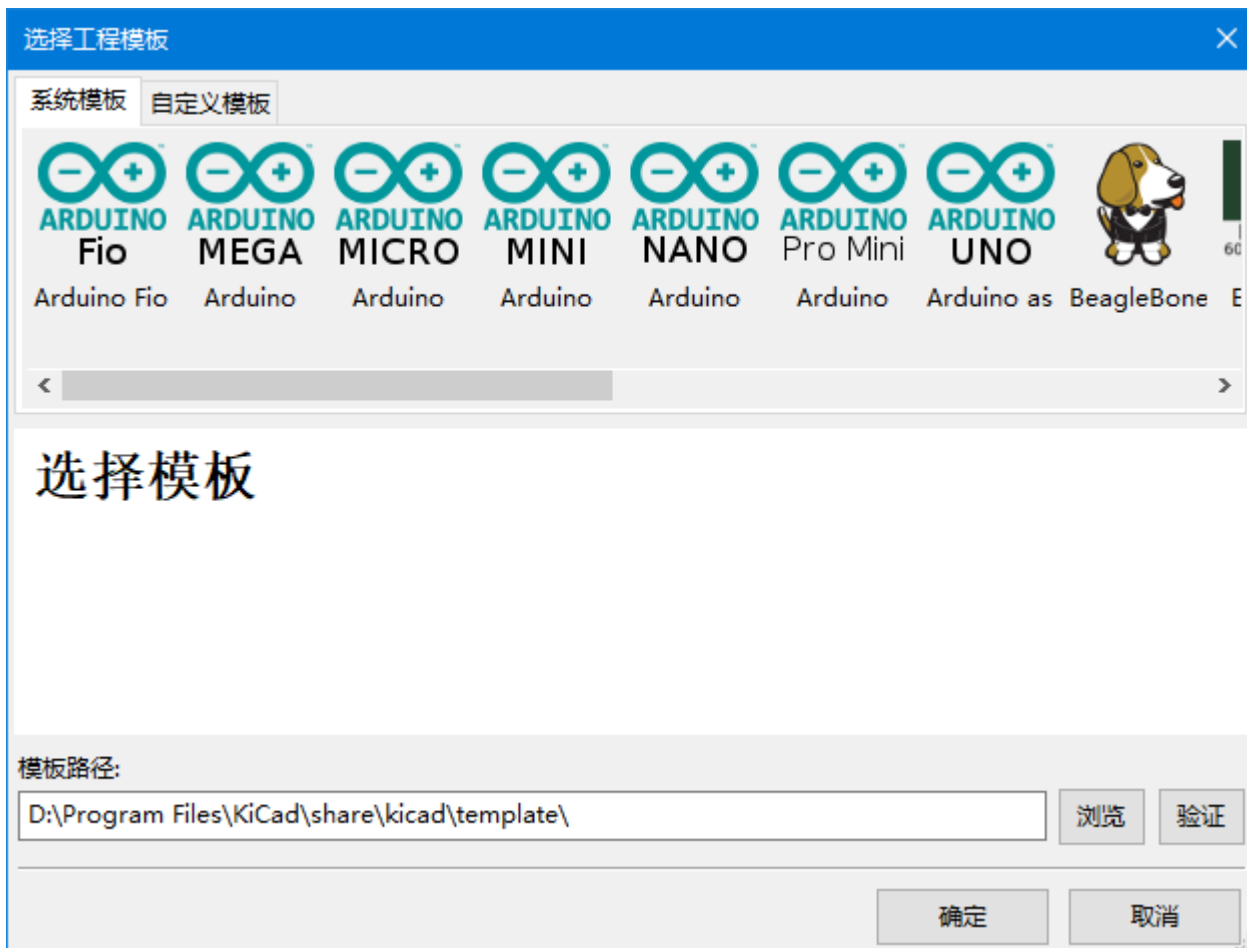 选择工程模板
系统模板 自定义模板
ARDUINO ARDUINO ARDUINO ARDUINO ARDUINO ARDUINO ARDUINO
Fio MEGA MICRO MINI NANO Pro Mini UNO
Arduino Fio Arduino Arduino Arduino Arduino Arduino Arduino as BeagleBone
选择模板
模板路径:
D:\Program Files\KiCad\share\kicad\template\ 浏览 验证
确定 取消